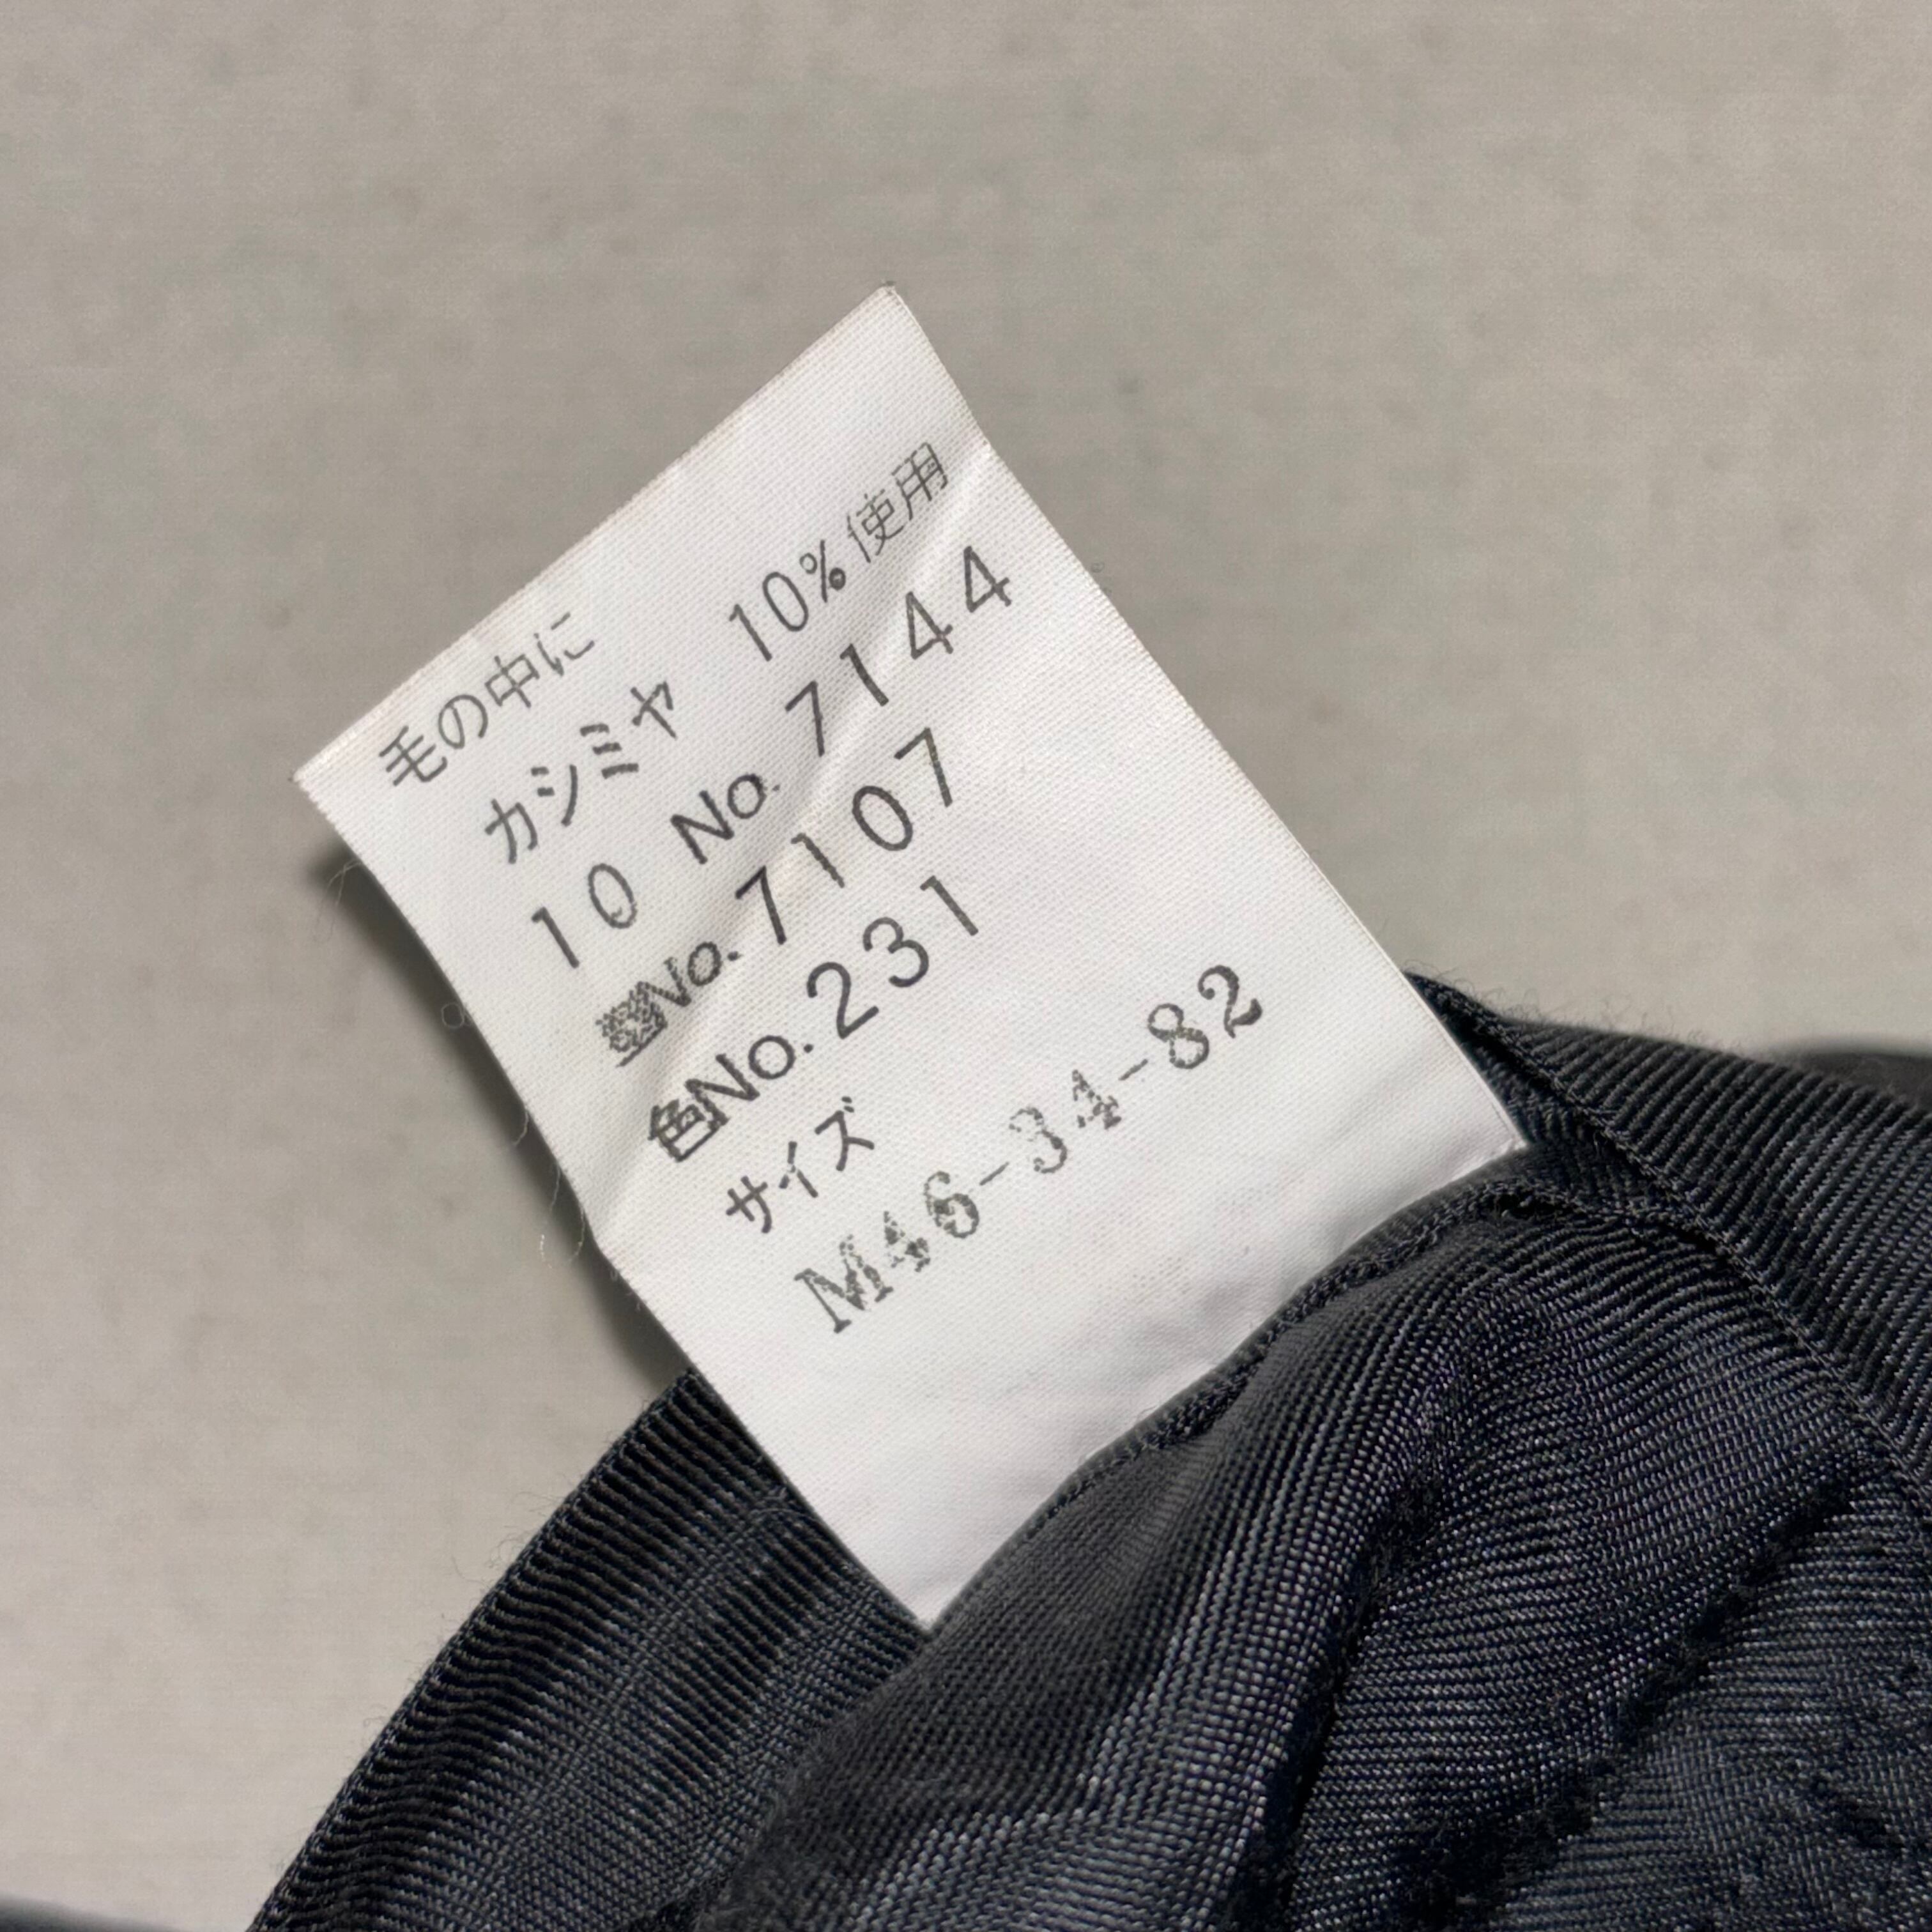 毛の中に
カシミヤ 10%使用
10 No. 7144
No. 7107
色No. 231
サイズ
M46-34-82